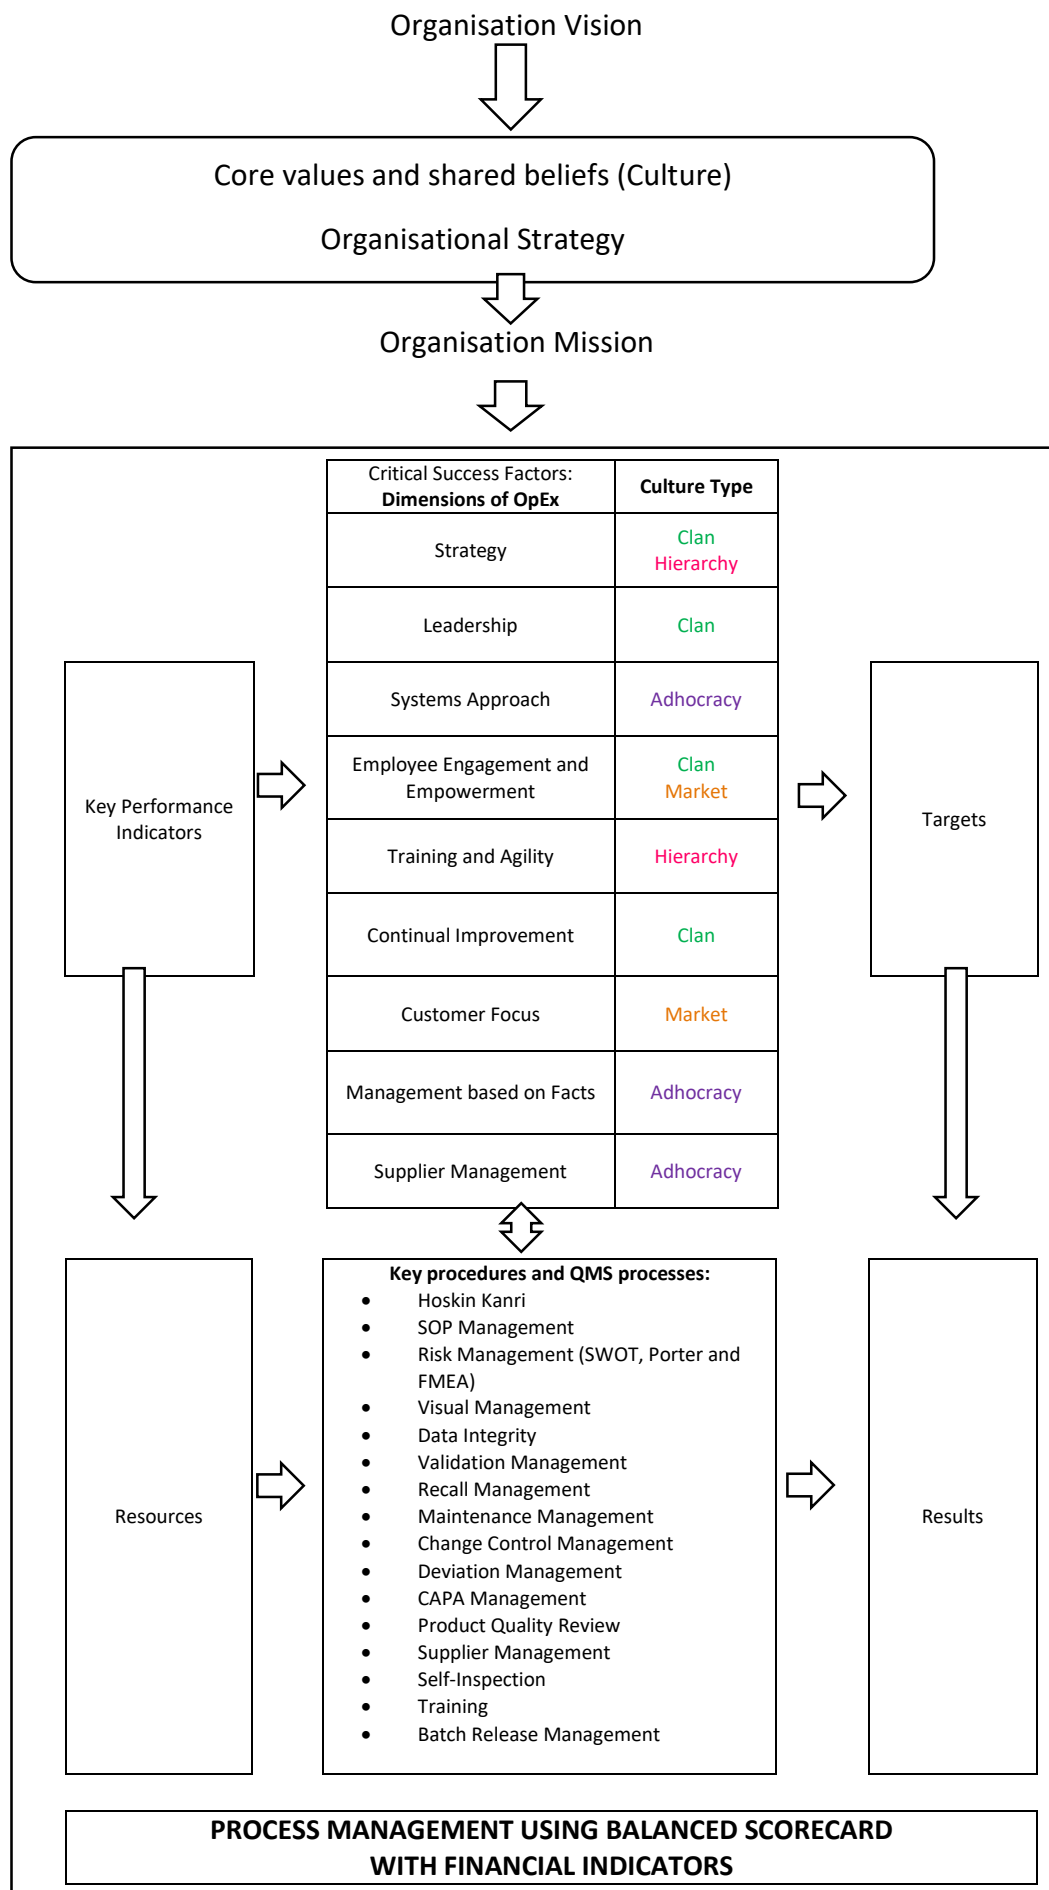 Organisation Vision
Core values and shared beliefs (Culture)
Organisational Strategy
Organisation Mission
Critical Success Factors:
Dimensions of OpEx
Culture Type
Strategy
Clan
Hierarchy
Leadership
Clan
Systems Approach
Adhocracy
Employee Engagement and
Empowerment
Clan
Market
Training and Agility
Hierarchy
Continual Improvement
Clan
Customer Focus
Market
Management based on Facts
Adhocracy
Supplier Management
Adhocracy
Key Performance
Indicators
Targets
Resources
Key procedures and QMS processes:
• Hoskin Kanri
• SOP Management
• Risk Management (SWOT, Porter and
FMEA)
• Visual Management
• Data Integrity
• Validation Management
• Recall Management
• Maintenance Management
• Change Control Management
• Deviation Management
• CAPA Management
• Product Quality Review
• Supplier Management
• Self-Inspection
• Training
• Batch Release Management
Results
PROCESS MANAGEMENT USING BALANCED SCORECARD
WITH FINANCIAL INDICATORS